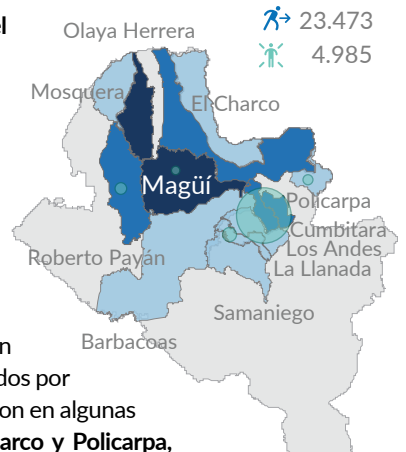 el
Olaya Herrera
23.473
4.985
Mosquera
El Charco
Magüí
Policarpa
Cumbitara
Los Andes
La Llanada
Roberto Payán
Samaniego
Barbacoas
n
dos por
on en algunas
arco y Policarpa,